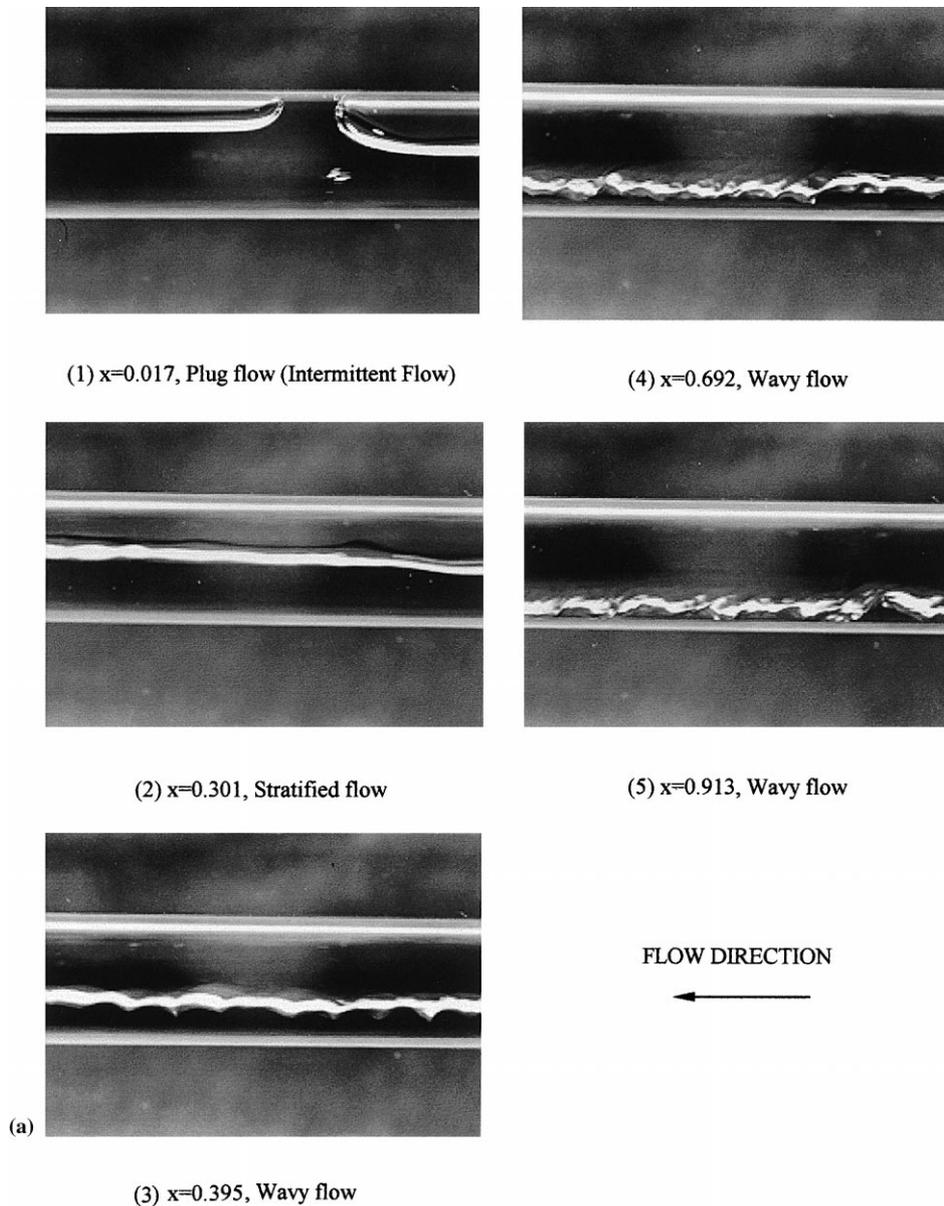 (1) x=0.017, Plug flow (Intermittent Flow)
(4) x=0.692, Wavy flow
(2) x=0.301, Stratified flow
(5) x=0.913, Wavy flow
FLOW DIRECTION
(a)
(3) x=0.395, Wavy flow